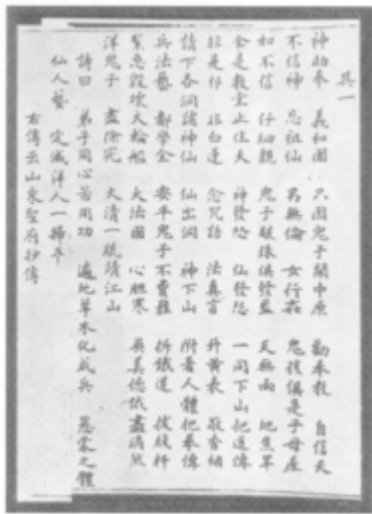 其一
神助拳　義和團　只因鬼子鬧中原　勸奉教　自信天
不信神　忘祖仙　男無倫　女行姦　鬼孩俱是子母產
如不信　仔細觀　鬼子眼珠俱發藍　天無雨　地焦旱
全是教堂止住天　神發怒　仙發怨　一同下山把道傳
非是邪　非白蓮　念咒語　法真言　升黃表　敬香烟
請下各洞諸神仙　仙出洞　神下山　附著人體把拳傳
兵法藝　都學全　要平鬼子不費難　拆鐵道　拔線杆
緊急毀壞大輪船　大法國　心膽寒　英美德俄盡消然
洋鬼子　盡除完　大清一統靖江山
詩曰　弟子同心苦用功　遍地草木化成兵　愚蒙之體
仙人藝　定滅洋人一掃平
右傳云山東聖府抄傳